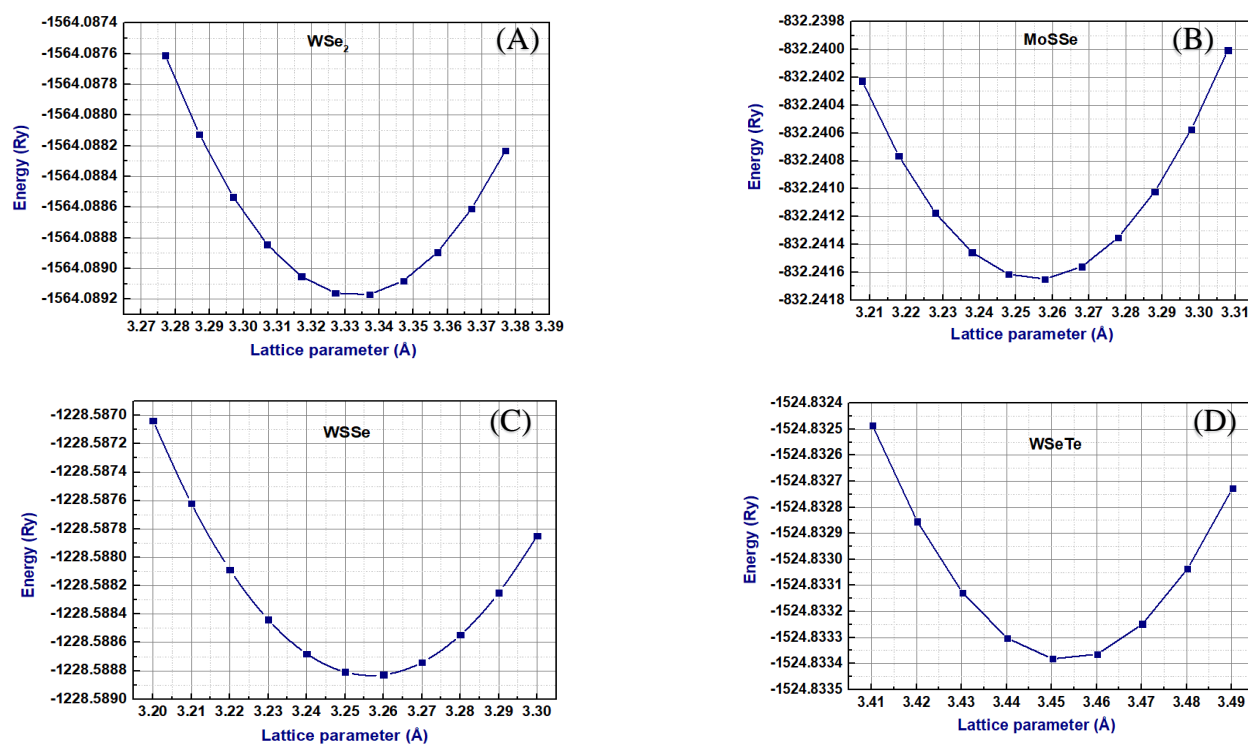 WSe2
(A)
Energy (Ry)
-1564.0874
-1564.0876
-1564.0878
-1564.0880
-1564.0882
-1564.0884
-1564.0886
-1564.0888
-1564.0890
-1564.0892
3.27 3.28 3.29 3.30 3.31 3.32 3.33 3.34 3.35 3.36 3.37 3.38 3.39
Lattice parameter (Å)
MoSSe
(B)
Energy (Ry)
-832.2398
-832.2400
-832.2402
-832.2404
-832.2406
-832.2408
-832.2410
-832.2412
-832.2414
-832.2416
-832.2418
3.21 3.22 3.23 3.24 3.25 3.26 3.27 3.28 3.29 3.30 3.31
Lattice parameter (Å)
WSSe
(C)
Energy (Ry)
-1228.5870
-1228.5872
-1228.5874
-1228.5876
-1228.5878
-1228.5880
-1228.5882
-1228.5884
-1228.5886
-1228.5888
-1228.5890
3.20 3.21 3.22 3.23 3.24 3.25 3.26 3.27 3.28 3.29 3.30
Lattice parameter (Å)
WSeTe
(D)
Energy (Ry)
-1524.8324
-1524.8325
-1524.8326
-1524.8327
-1524.8328
-1524.8329
-1524.8330
-1524.8331
-1524.8332
-1524.8333
-1524.8334
-1524.8335
3.41 3.42 3.43 3.44 3.45 3.46 3.47 3.48 3.49
Lattice parameter (Å)